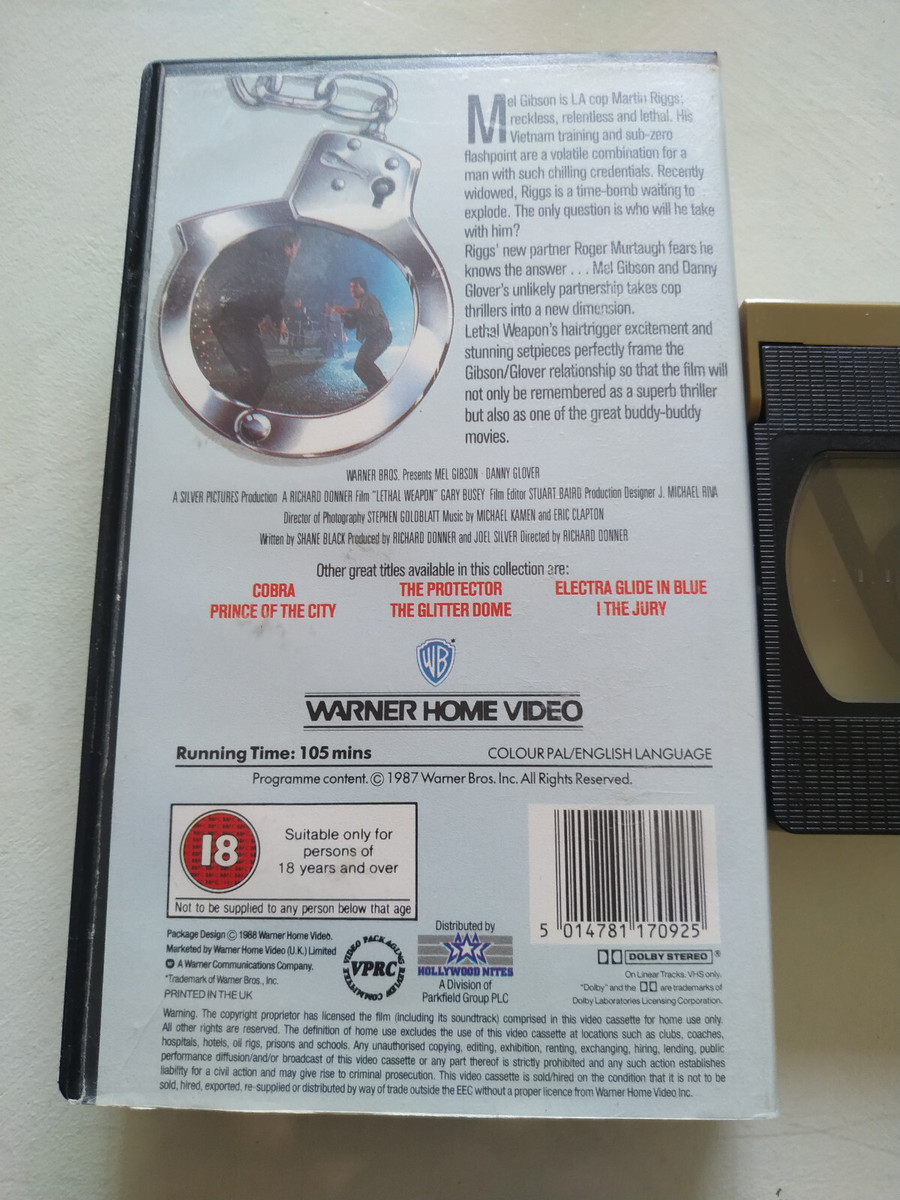 Mel Gibson is LA cop Martin Riggs;
reckless, relentless and lethal. His
Vietnam training and sub-zero
flashpoint are a volatile combination for a
man with such chilling credentials. Recently
widowed, Riggs is a time-bomb waiting to
explode. The only question is who will he take
with him?
Riggs' new partner Roger Murtaugh fears he
knows the answer . . . Mel Gibson and Danny
Glover's unlikely partnership takes cop
thrillers into a new dimension.
Lethal Weapon's hairtrigger excitement and
stunning setpieces perfectly frame the
Gibson/Glover relationship so that the film will
not only be remembered as a superb thriller
but also as one of the great buddy-buddy
movies.
WARNER BROS. Presents MEL GIBSON · DANNY GLOVER
A SILVER PICTURES Production A RICHARD DONNER Film "LETHAL WEAPON" GARY BUSEY Film Editor STUART BAIRD Production Designer J. MICHAEL RIVA
Director of Photography STEPHEN GOLDBLATT Music by MICHAEL KAMEN and ERIC CLAPTON
Written by SHANE BLACK Produced by RICHARD DONNER and JOEL SILVER Directed by RICHARD DONNER
Other great titles available in this collection are:
COBRA THE PROTECTOR ELECTRA GLIDE IN BLUE
PRINCE OF THE CITY THE GLITTER DOME I THE JURY
WB
WARNER HOME VIDEO
Running Time: 105 mins COLOUR PAL/ENGLISH LANGUAGE
Programme content. © 1987 Warner Bros. Inc. All Rights Reserved.
18
Suitable only for
persons of
18 years and over
Not to be supplied to any person below that age
5 014781 170925
Package Design © 1988 Warner Home Video.
Marketed by Warner Home Video (U.K.) Limited
A Warner Communications Company.
*Trademark of Warner Bros., Inc.
PRINTED IN THE UK
VIDEO PACKAGING REVIEW COMMITTEE
VPRC
Distributed by
HOLLYWOOD NITES
A Division of
Parkfield Group PLC
DOLBY STEREO ®
On Linear Tracks. VHS only.
"Dolby" and the are trademarks of
Dolby Laboratories Licensing Corporation.
Warning. The copyright proprietor has licensed the film (including its soundtrack) comprised in this video cassette for home use only.
All other rights are reserved. The definition of home use excludes the use of this video cassette at locations such as clubs, coaches,
hospitals, hotels, oil rigs, prisons and schools. Any unauthorised copying, editing, exhibition, renting, exchanging, hiring, lending, public
performance diffusion/and/or broadcast of this video cassette or any part thereof is strictly prohibited and any such action establishes
liability for a civil action and may give rise to criminal prosecution. This video cassette is sold/hired on the condition that it is not to be
sold, hired, exported, re-supplied or distributed by way of trade outside the EEC without a proper licence from Warner Home Video Inc.